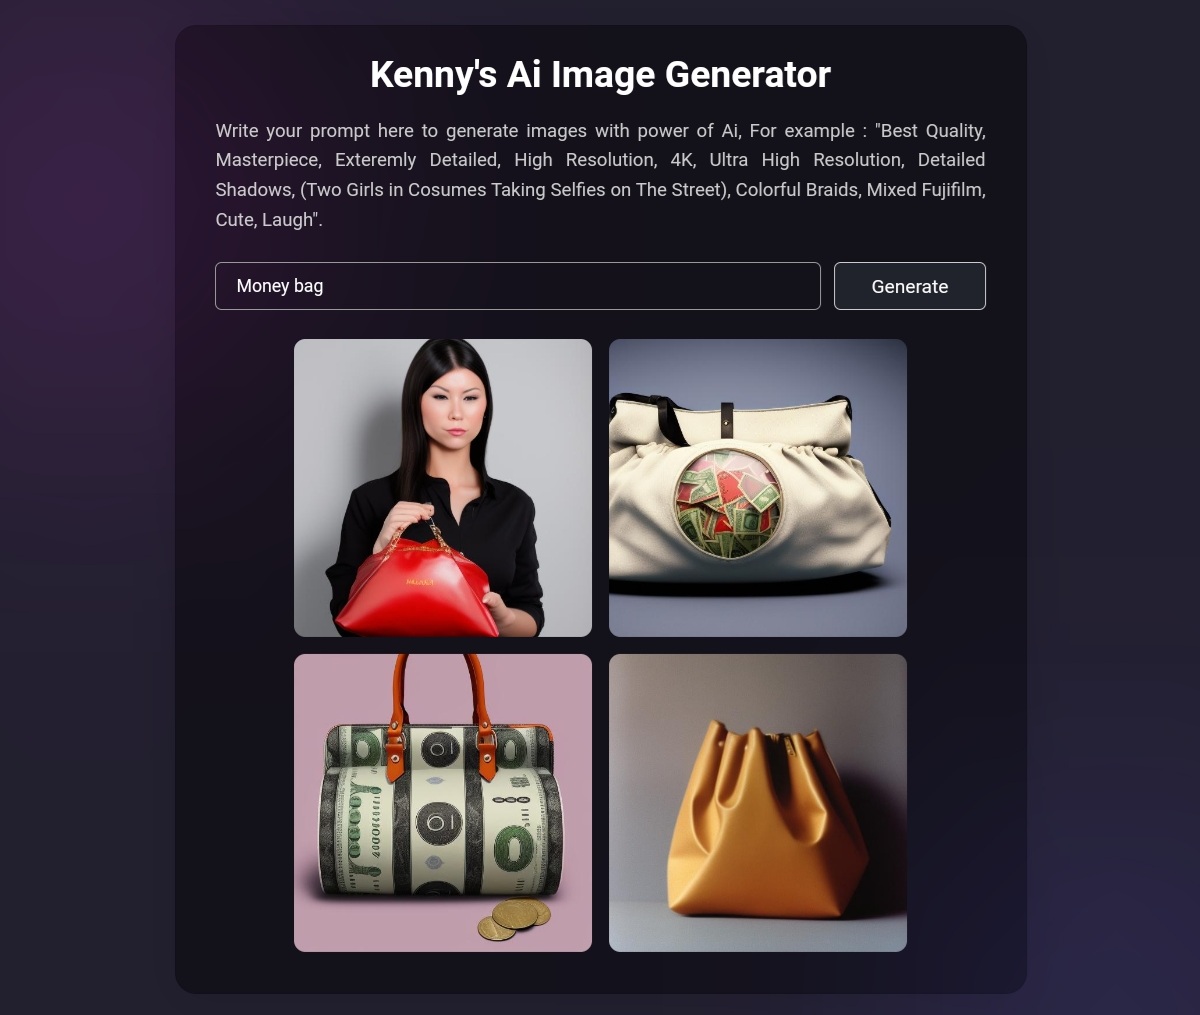 Kenny's Ai Image Generator
Write your prompt here to generate images with power of Ai, For example : "Best Quality,
Masterpiece, Exteremly Detailed, High Resolution, 4K, Ultra High Resolution, Detailed
Shadows, (Two Girls in Cosumes Taking Selfies on The Street), Colorful Braids, Mixed Fujifilm,
Cute, Laugh".
Money bag
Generate